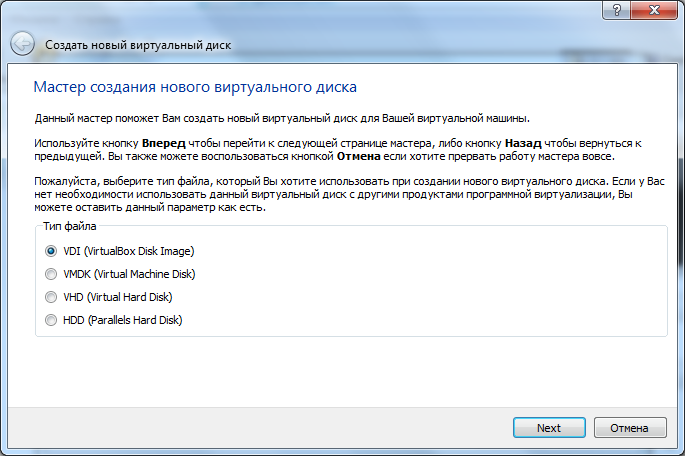 Создать новый виртуальный диск
Мастер создания нового виртуального диска
Данный мастер поможет Вам создать новый виртуальный диск для Вашей виртуальной машины.
Используйте кнопку Вперед чтобы перейти к следующей странице мастера, либо кнопку Назад чтобы вернуться к
предыдущей. Вы также можете воспользоваться кнопкой Отмена если хотите прервать работу мастера вовсе.
Пожалуйста, выберите тип файла, который Вы хотите использовать при создании нового виртуального диска. Если у Вас
нет необходимости использовать данный виртуальный диск с другими продуктами программной виртуализации, Вы
можете оставить данный параметр как есть.
Тип файла
VDI (VirtualBox Disk Image)
VMDK (Virtual Machine Disk)
VHD (Virtual Hard Disk)
HDD (Parallels Hard Disk)
Next
Отмена